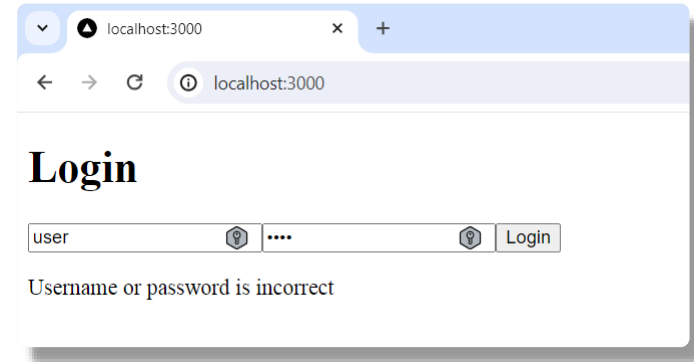 localhost:3000
localhost:3000
Login
user •••• Login
Username or password is incorrect